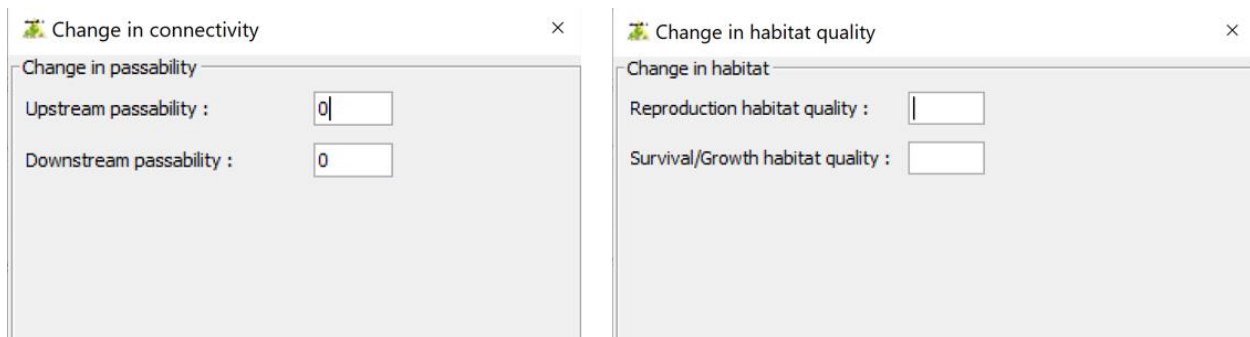 Change in connectivity
Change in passability
Upstream passability :
0
Downstream passability :
0
Change in habitat quality
Change in habitat
Reproduction habitat quality :
Survival/Growth habitat quality :